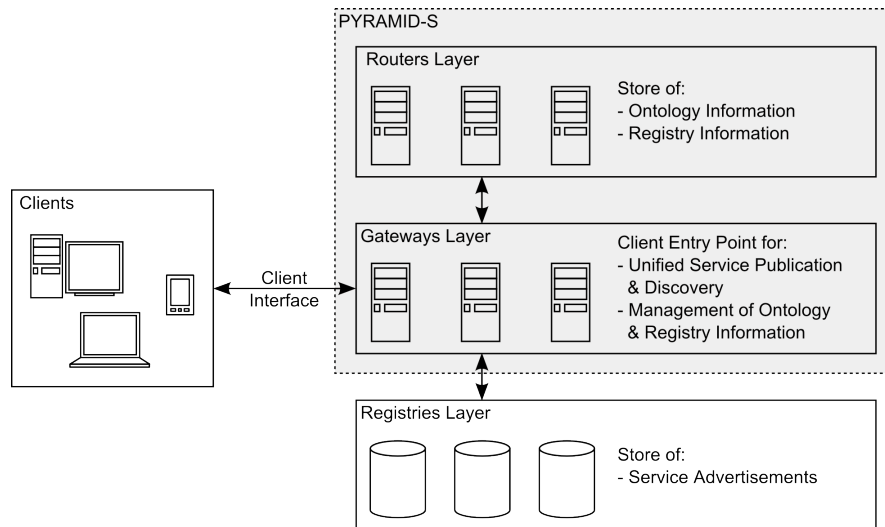 PYRAMID-S
Routers Layer
Store of:
- Ontology Information
- Registry Information
Clients
Client
Interface
Gateways Layer
Client Entry Point for:
- Unified Service Publication
& Discovery
- Management of Ontology
& Registry Information
Registries Layer
Store of:
- Service Advertisements